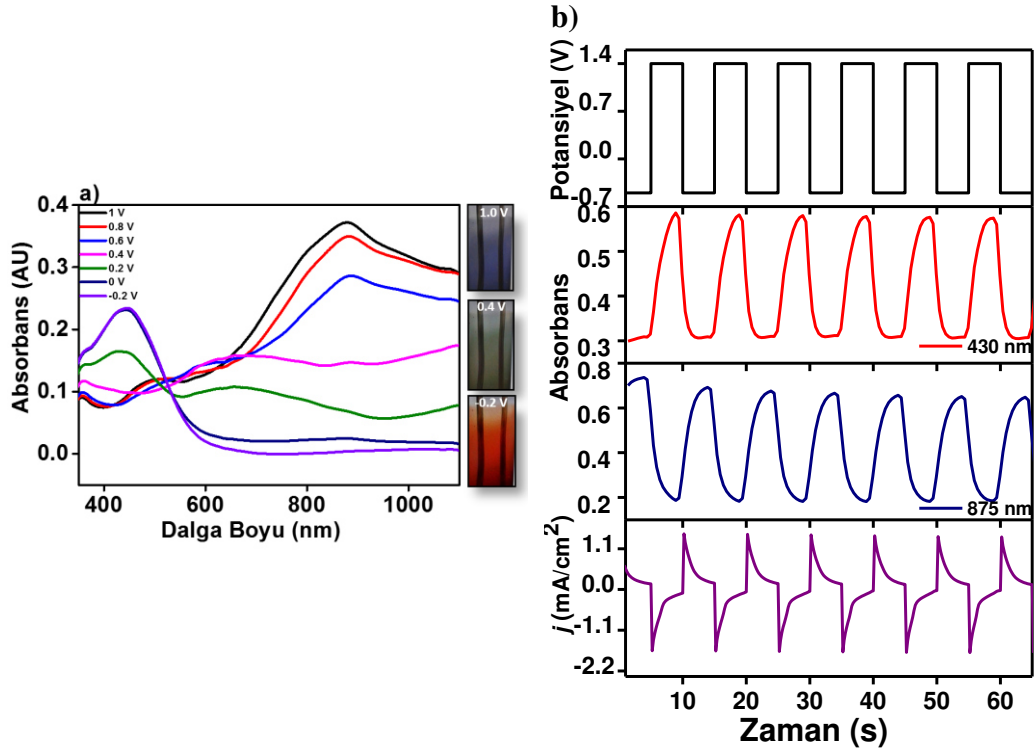 a)
Absorbans (AU)
0.4
0.3
0.2
0.1
0.0
1 V
0.8 V
0.6 V
0.4 V
0.2 V
0 V
-0.2 V
400
600
800
1000
Dalga Boyu (nm)
1.0 V
0.4 V
-0.2 V
b)
Potansiyel (V)
1.4
0.7
0.0
-0.7
Absorbans
0.6
0.5
0.4
0.3
430 nm
0.8
0.6
0.4
0.2
875 nm
j (mA/cm²)
1.1
0.0
-1.1
-2.2
10
20
30
40
50
60
Zaman (s)